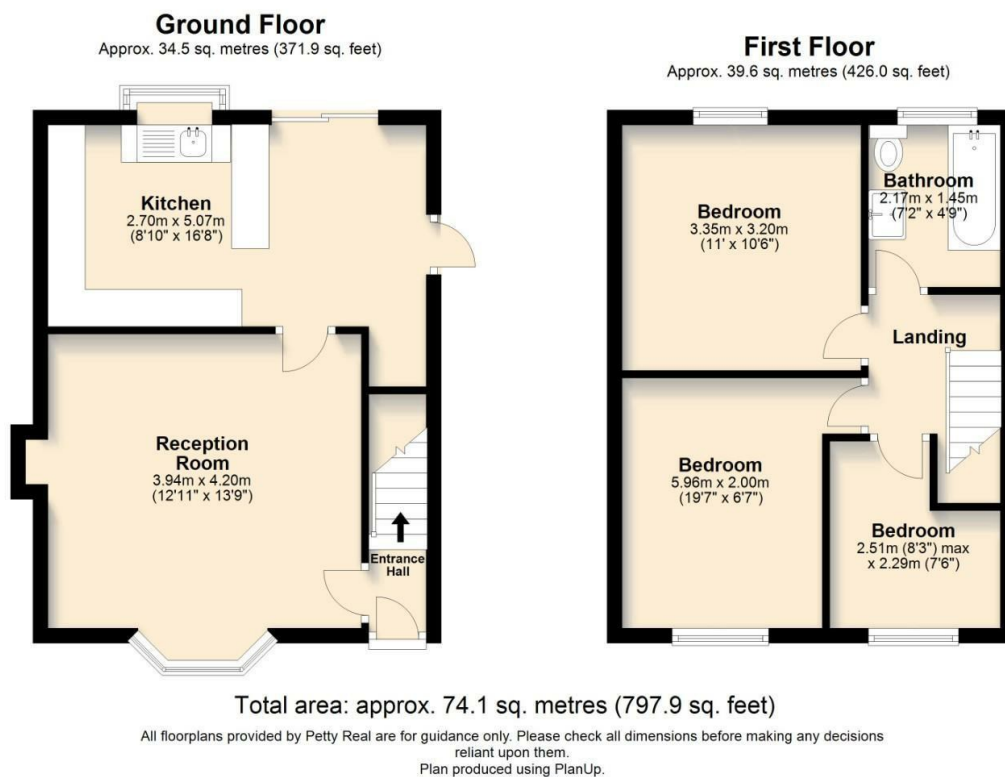 Ground Floor
Approx. 34.5 sq. metres (371.9 sq. feet)
Kitchen
2.70m x 5.07m
(8'10" x 16'8")
Reception
Room
3.94m x 4.20m
(12'11" x 13'9")
Entrance
Hall
First Floor
Approx. 39.6 sq. metres (426.0 sq. feet)
Bedroom
3.35m x 3.20m
(11' x 10'6")
Bathroom
2.17m x 1.45m
(7'2" x 4'9")
Landing
Bedroom
5.96m x 2.00m
(19'7" x 6'7")
Bedroom
2.51m (8'3") max
x 2.29m (7'6")
Total area: approx. 74.1 sq. metres (797.9 sq. feet)
All floorplans provided by Petty Real are for guidance only. Please check all dimensions before making any decisions
reliant upon them.
Plan produced using PlanUp.